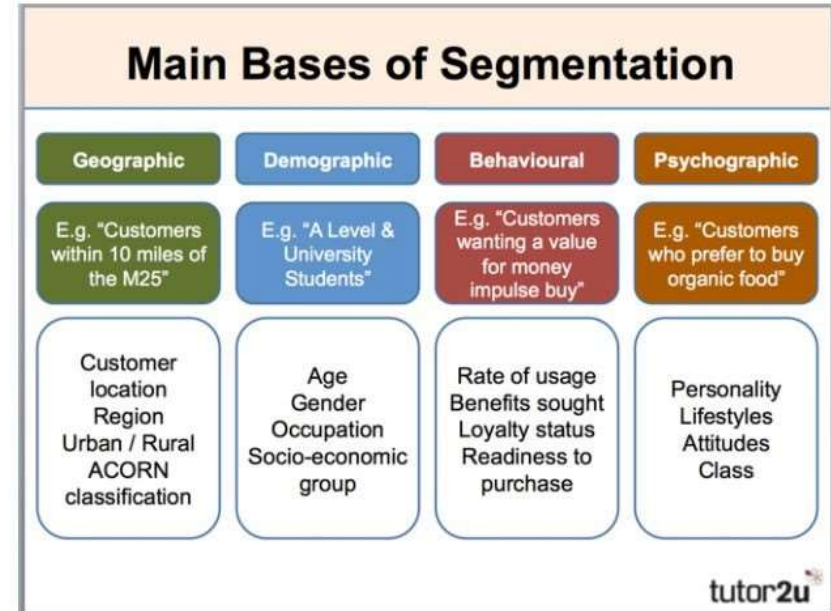 Main Bases of Segmentation
Geographic
Demographic
Behavioural
Psychographic
E.g. “Customers
within 10 miles of
the M25”
E.g. “A Level &
University
Students”
E.g. “Customers
wanting a value
for money
impulse buy”
E.g. “Customers
who prefer to buy
organic food”
Customer
location
Region
Urban / Rural
ACORN
classification
Age
Gender
Occupation
Socio-economic
group
Rate of usage
Benefits sought
Loyalty status
Readiness to
purchase
Personality
Lifestyles
Attitudes
Class
tutor2u